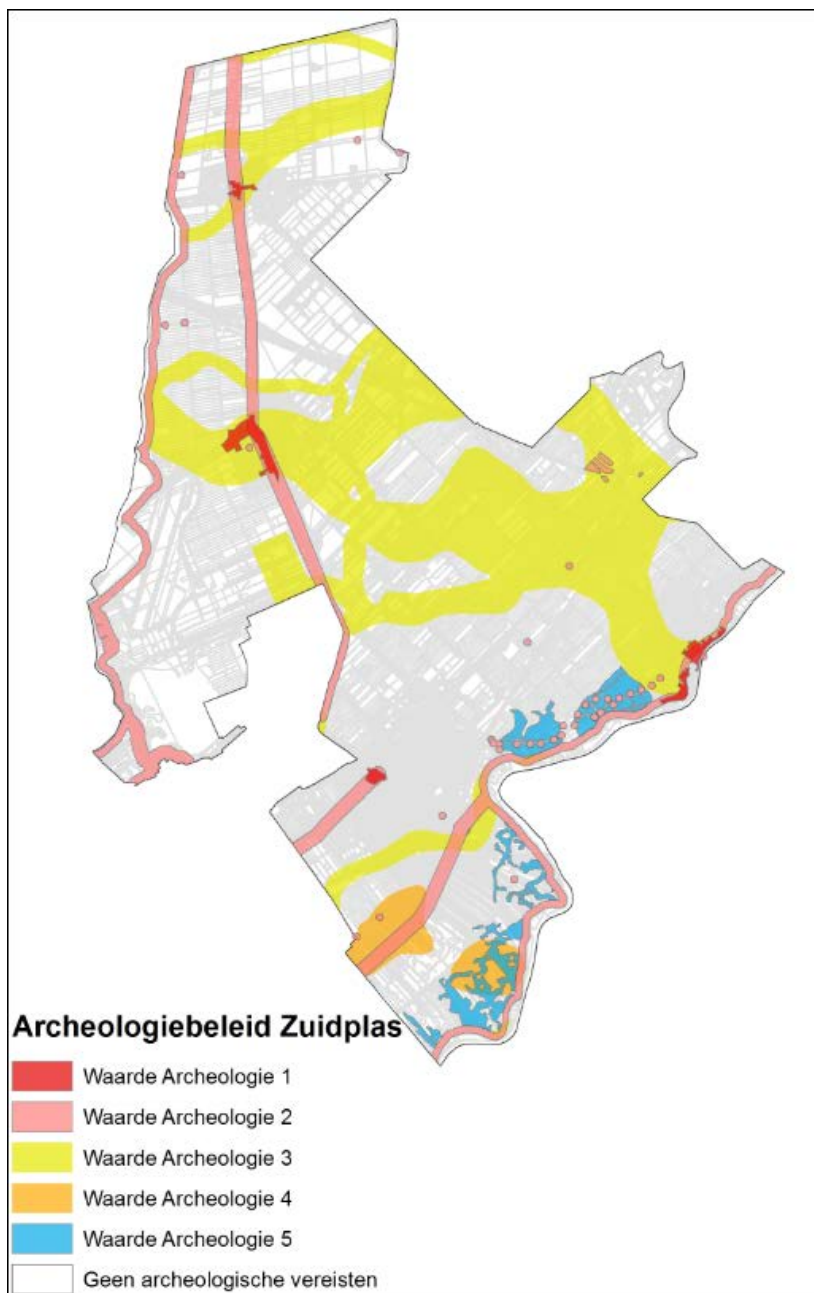 Archeologiebeleid Zuidplas
Waarde Archeologie 1
Waarde Archeologie 2
Waarde Archeologie 3
Waarde Archeologie 4
Waarde Archeologie 5
Geen archeologische vereisten